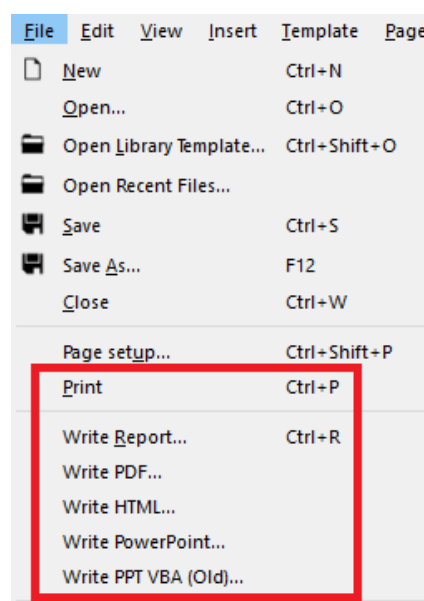 File Edit View Insert Template Page
New Ctrl+N
Open... Ctrl+O
Open Library Template... Ctrl+Shift+O
Open Recent Files...
Save Ctrl+S
Save As... F12
Close Ctrl+W
Page setup... Ctrl+Shift+P
Print Ctrl+P
Write Report... Ctrl+R
Write PDF...
Write HTML...
Write PowerPoint...
Write PPT VBA (Old)...